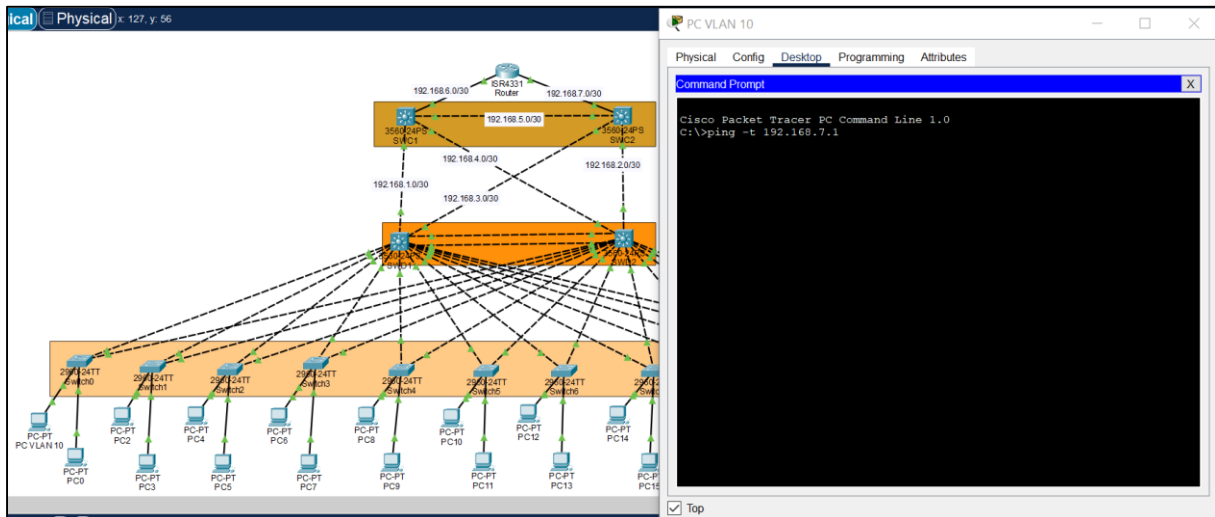 ical
Physical
x: 127, y: 56
ISR4331
Router
192.168.6.0/30
192.168.7.0/30
192.168.5.0/30
3560-24PS
SWC1
3560-24PS
SWC2
192.168.4.0/30
192.168.2.0/30
192.168.1.0/30
192.168.3.0/30
3560-24PS
SWD1
3560-24PS
SWD2
2960-24TT
Switch0
2960-24TT
Switch1
2960-24TT
Switch2
2960-24TT
Switch3
2960-24TT
Switch4
2960-24TT
Switch5
2960-24TT
Switch6
PC-PT
PC VLAN 10
PC-PT
PC2
PC-PT
PC4
PC-PT
PC6
PC-PT
PC8
PC-PT
PC10
PC-PT
PC12
PC-PT
PC14
PC-PT
PC0
PC-PT
PC3
PC-PT
PC5
PC-PT
PC7
PC-PT
PC9
PC-PT
PC11
PC-PT
PC13
PC-PT
PC15
PC VLAN 10
Physical Config Desktop Programming Attributes
Command Prompt X
Cisco Packet Tracer PC Command Line 1.0
C:\>ping -t 192.168.7.1
Top